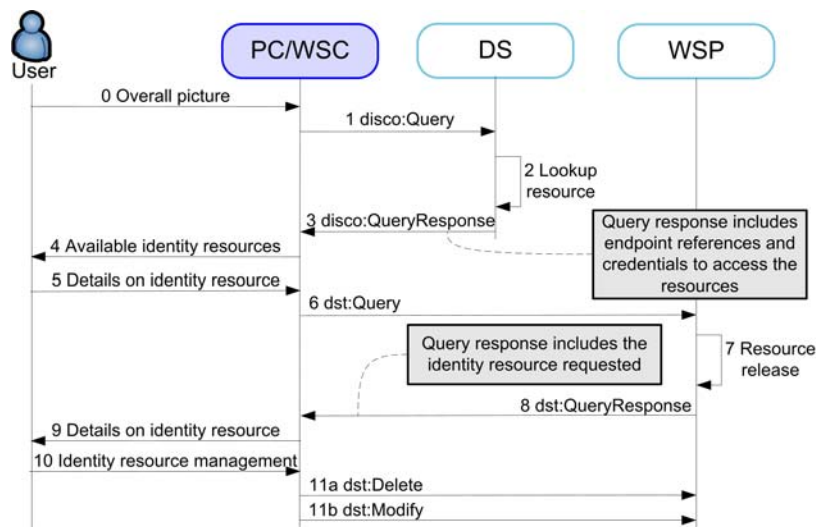 User
PC/WSC
DS
WSP
0 Overall picture
1 disco:Query
2 Lookup
resource
3 disco:QueryResponse
Query response includes
endpoint references and
credentials to access the
resources
4 Available identity resources
5 Details on identity resource
6 dst:Query
Query response includes the
identity resource requested
7 Resource
release
8 dst:QueryResponse
9 Details on identity resource
10 Identity resource management
11a dst:Delete
11b dst:Modify